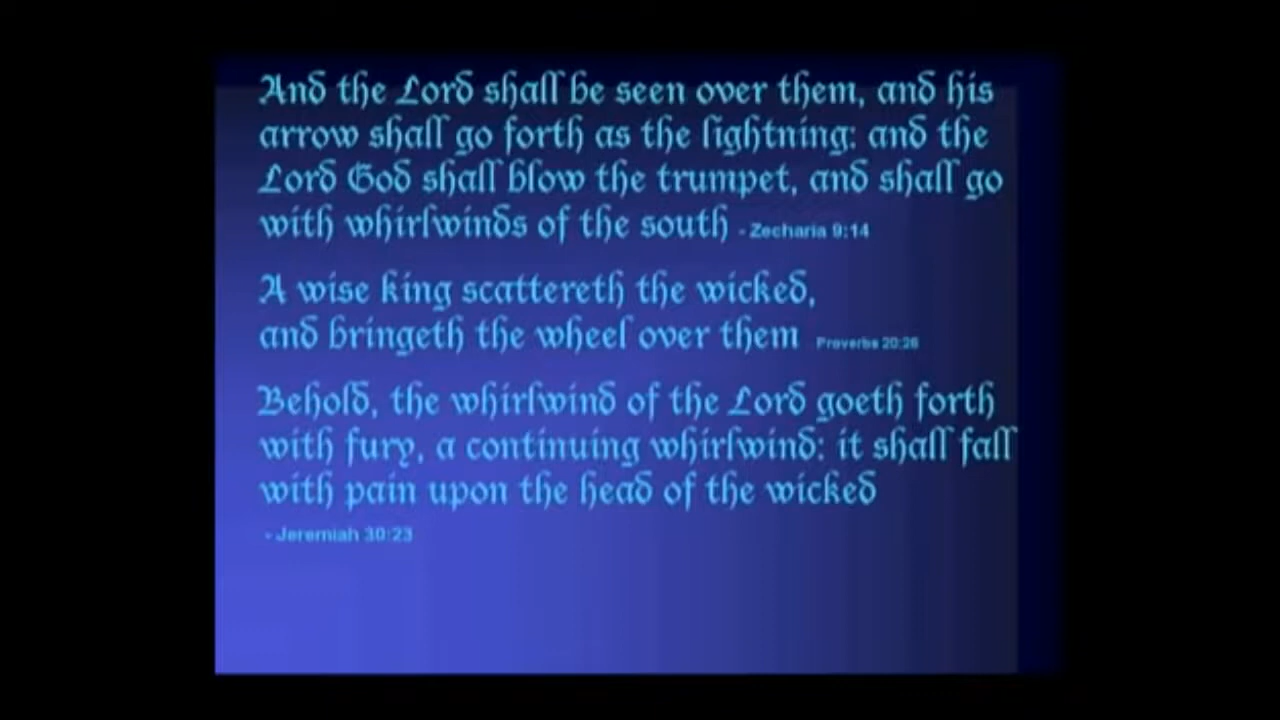 And the Lord shall be seen over them, and his
arrow shall go forth as the lightning: and the
Lord God shall blow the trumpet, and shall go
with whirlwinds of the south - Zecharia 9:14
A wise king scattereth the wicked,
and bringeth the wheel over them Proverbs 20:26
Behold, the whirlwind of the Lord goeth forth
with fury, a continuing whirlwind: it shall fall
with pain upon the head of the wicked
- Jeremiah 30:23